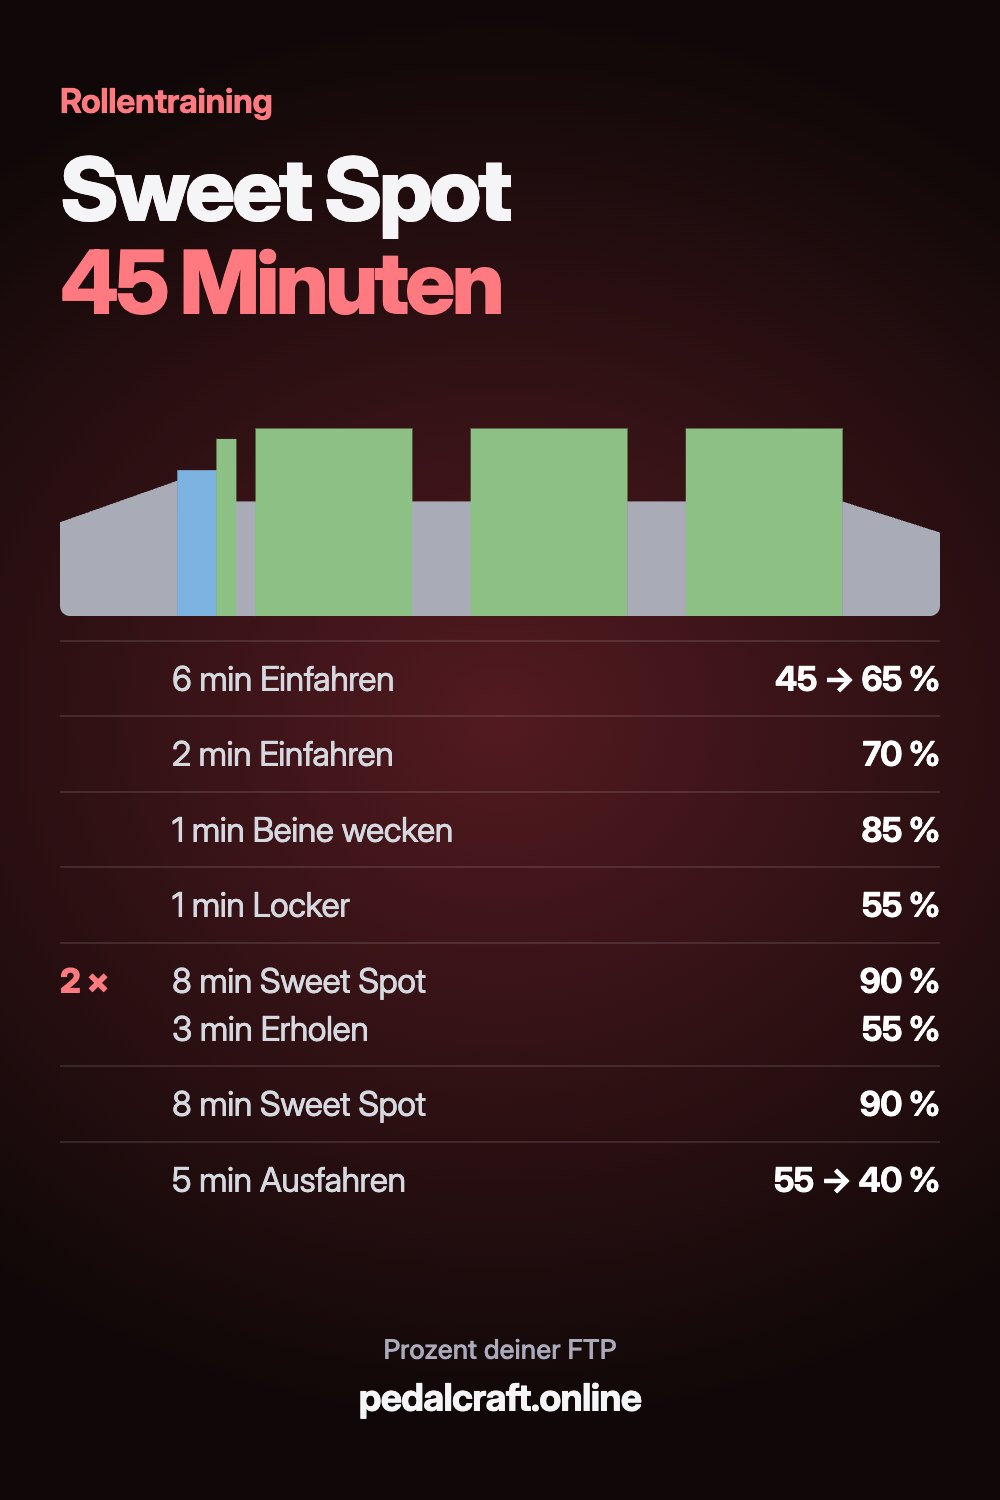 Rollentraining
Sweet Spot
45 Minuten
6 min Einfahren 45 → 65 %
2 min Einfahren 70 %
1 min Beine wecken 85 %
1 min Locker 55 %
2 × 8 min Sweet Spot 90 %
3 min Erholen 55 %
8 min Sweet Spot 90 %
5 min Ausfahren 55 → 40 %
Prozent deiner FTP
pedalcraft.online